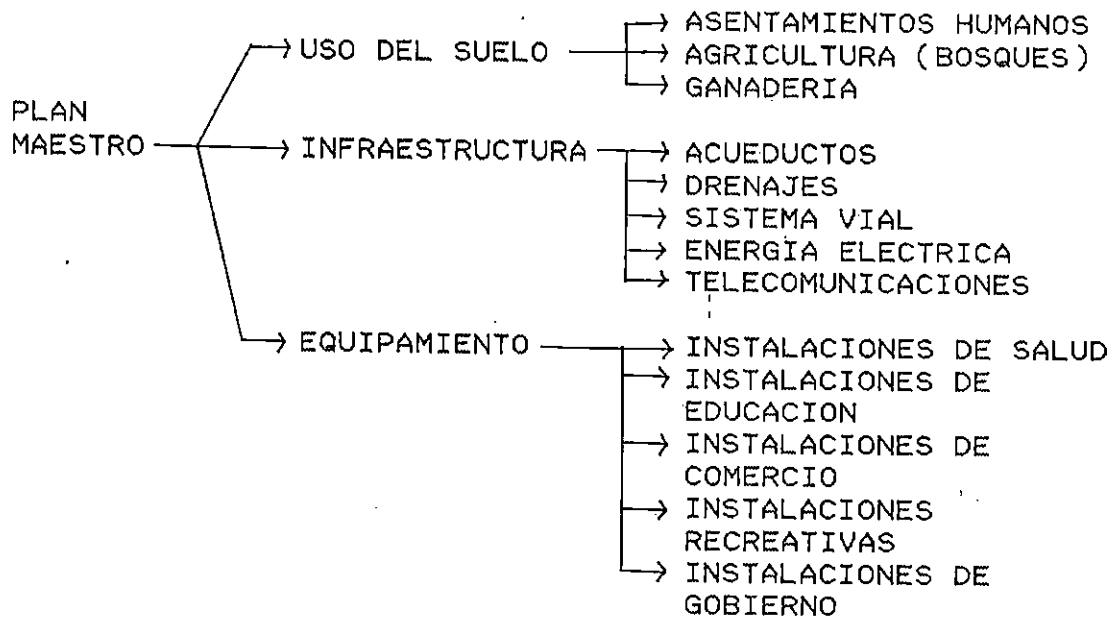 PLAN
MAESTRO
USO DEL SUELO
ASENTAMIENTOS HUMANOS
AGRICULTURA (BOSQUES)
GANADERIA
INFRAESTRUCTURA
ACUEDUCTOS
DRENAJES
SISTEMA VIAL
ENERGIA ELECTRICA
TELECOMUNICACIONES
EQUIPAMIENTO
INSTALACIONES DE SALUD
INSTALACIONES DE
EDUCACION
INSTALACIONES DE
COMERCIO
INSTALACIONES
RECREATIVAS
INSTALACIONES DE
GOBIERNO